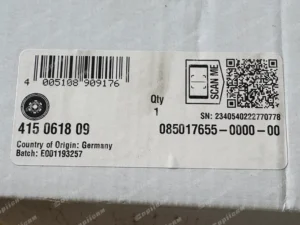 4 005108 909176
SCAN ME
Qty
1
SN: 2340540222770778
415 0618 09
085017655-0000-00
Country of Origin: Germany
Batch: E001193257